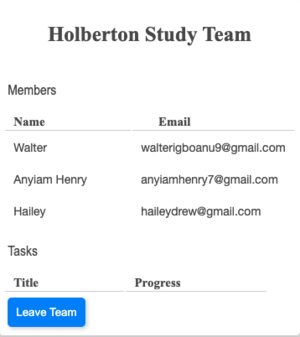 Holberton Study Team
Members
Name Email
Walter walterigboanu9@gmail.com
Anyiam Henry anyiamhenry7@gmail.com
Hailey haileydrew@gmail.com
Tasks
Title Progress
Leave Team